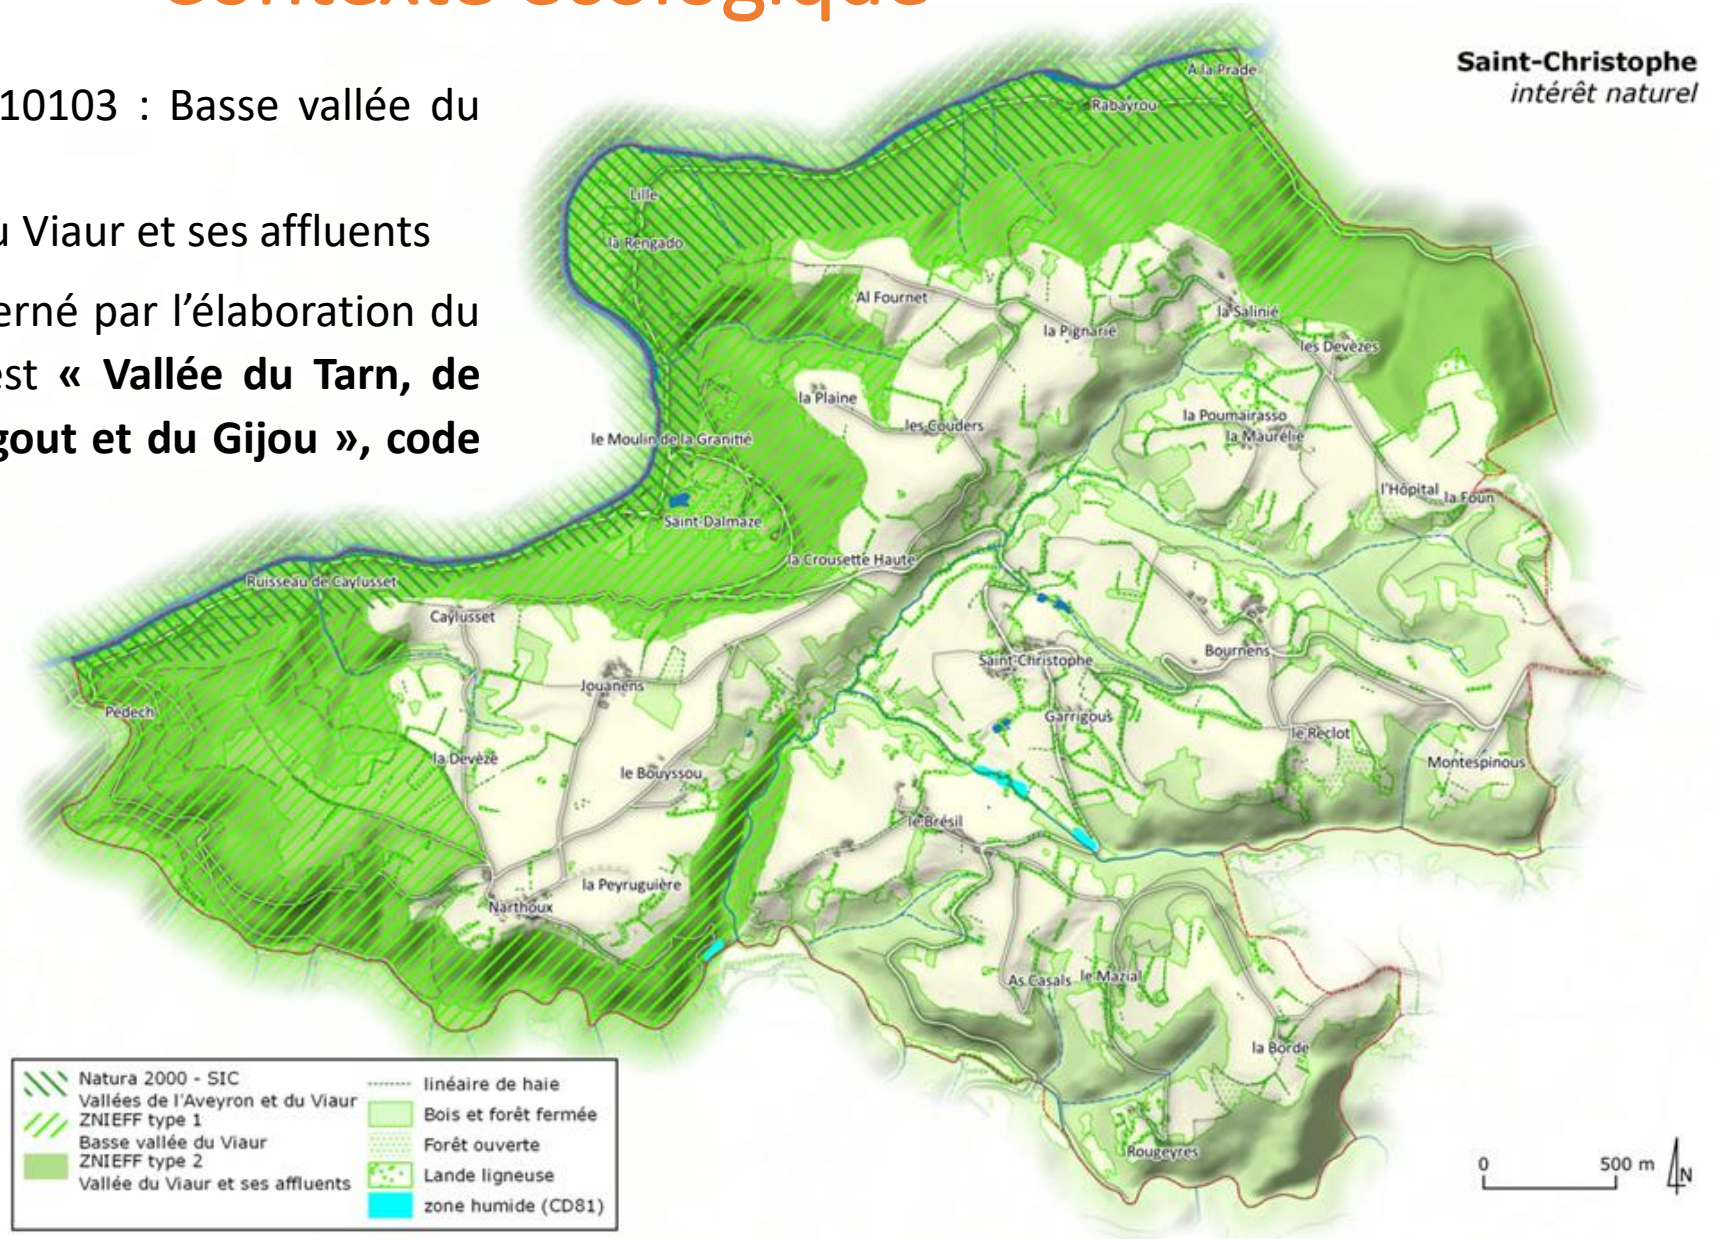 Contexte écologique
10103 : Basse vallée du
u Viaur et ses affluents
erné par l’élaboration du
est « Vallée du Tarn, de
gout et du Gijou », code
Saint-Christophe
intérêt naturel
A la Prade
Rabayrou
Lille
la Rengado
Al Fournet
la Pignarié
la Salinié
les Devèzes
la Plaine
les Couders
la Poumairasso
la Maurélie
le Moulin de la Granitié
l'Hôpital
la Foun
Saint-Dalmaze
la Crousette Haute
Ruisseau de Caylusset
Caylusset
Saint-Christophe
Bournens
Jouanens
Pédech
Garrigous
le Reclot
la Devèze
le Bouyssou
Montespinous
le Brésil
la Peyruguière
Narthoux
As Casals
le Mazial
la Borde
Rougeyres
Natura 2000 - SIC
Vallées de l'Aveyron et du Viaur
ZNIEFF type 1
Basse vallée du Viaur
ZNIEFF type 2
Vallée du Viaur et ses affluents
linéaire de haie
Bois et forêt fermée
Forêt ouverte
Lande ligneuse
zone humide (CD81)
0 500 m
N